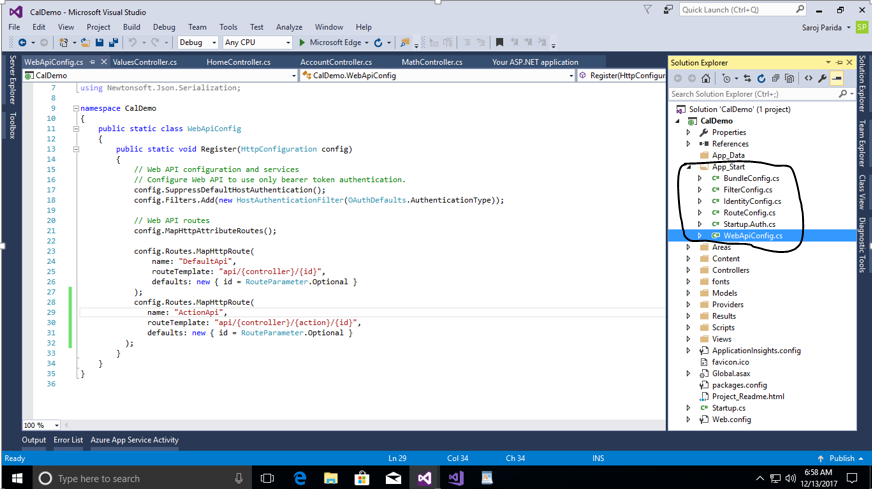 CalDemo - Microsoft Visual Studio
Quick Launch (Ctrl+Q)
File Edit View Project Build Debug Team Tools Test Analyze Window Help
Saroj Parida SP
Debug Any CPU Microsoft Edge
WebApiConfig.cs ValuesController.cs HomeController.cs AccountController.cs MathController.cs Your ASP.NET application
CalDemo CalDemo.WebApiConfig Register(HttpConfigur
Server Explorer
Toolbox
7 using Newtonsoft.Json.Serialization;
8
9 namespace CalDemo
10 {
11 public static class WebApiConfig
12 {
13 public static void Register(HttpConfiguration config)
14 {
15 // Web API configuration and services
16 // Configure Web API to use only bearer token authentication.
17 config.SuppressDefaultHostAuthentication();
18 config.Filters.Add(new HostAuthenticationFilter(OAuthDefaults.AuthenticationType));
19
20 // Web API routes
21 config.MapHttpAttributeRoutes();
22
23 config.Routes.MapHttpRoute(
24 name: "DefaultApi",
25 routeTemplate: "api/{controller}/{id}",
26 defaults: new { id = RouteParameter.Optional }
27 );
28 config.Routes.MapHttpRoute(
29 name: "ActionApi",
30 routeTemplate: "api/{controller}/{action}/{id}",
31 defaults: new { id = RouteParameter.Optional }
32 );
33 }
34 }
35 }
36
100 %
Solution Explorer
Search Solution Explorer (Ctrl+;)
Solution 'CalDemo' (1 project)
CalDemo
Properties
References
App_Data
App_Start
BundleConfig.cs
FilterConfig.cs
IdentityConfig.cs
RouteConfig.cs
Startup.Auth.cs
WebApiConfig.cs
Areas
Content
Controllers
fonts
Models
Providers
Results
Scripts
Views
ApplicationInsights.config
favicon.ico
Global.asax
packages.config
Project_Readme.html
Startup.cs
Web.config
Solution Explorer
Team Explorer
Class View
Diagnostic Tools
Output Error List Azure App Service Activity
Ready Ln 29 Col 34 Ch 34 INS Publish
Type here to search
6:58 AM
12/13/2017